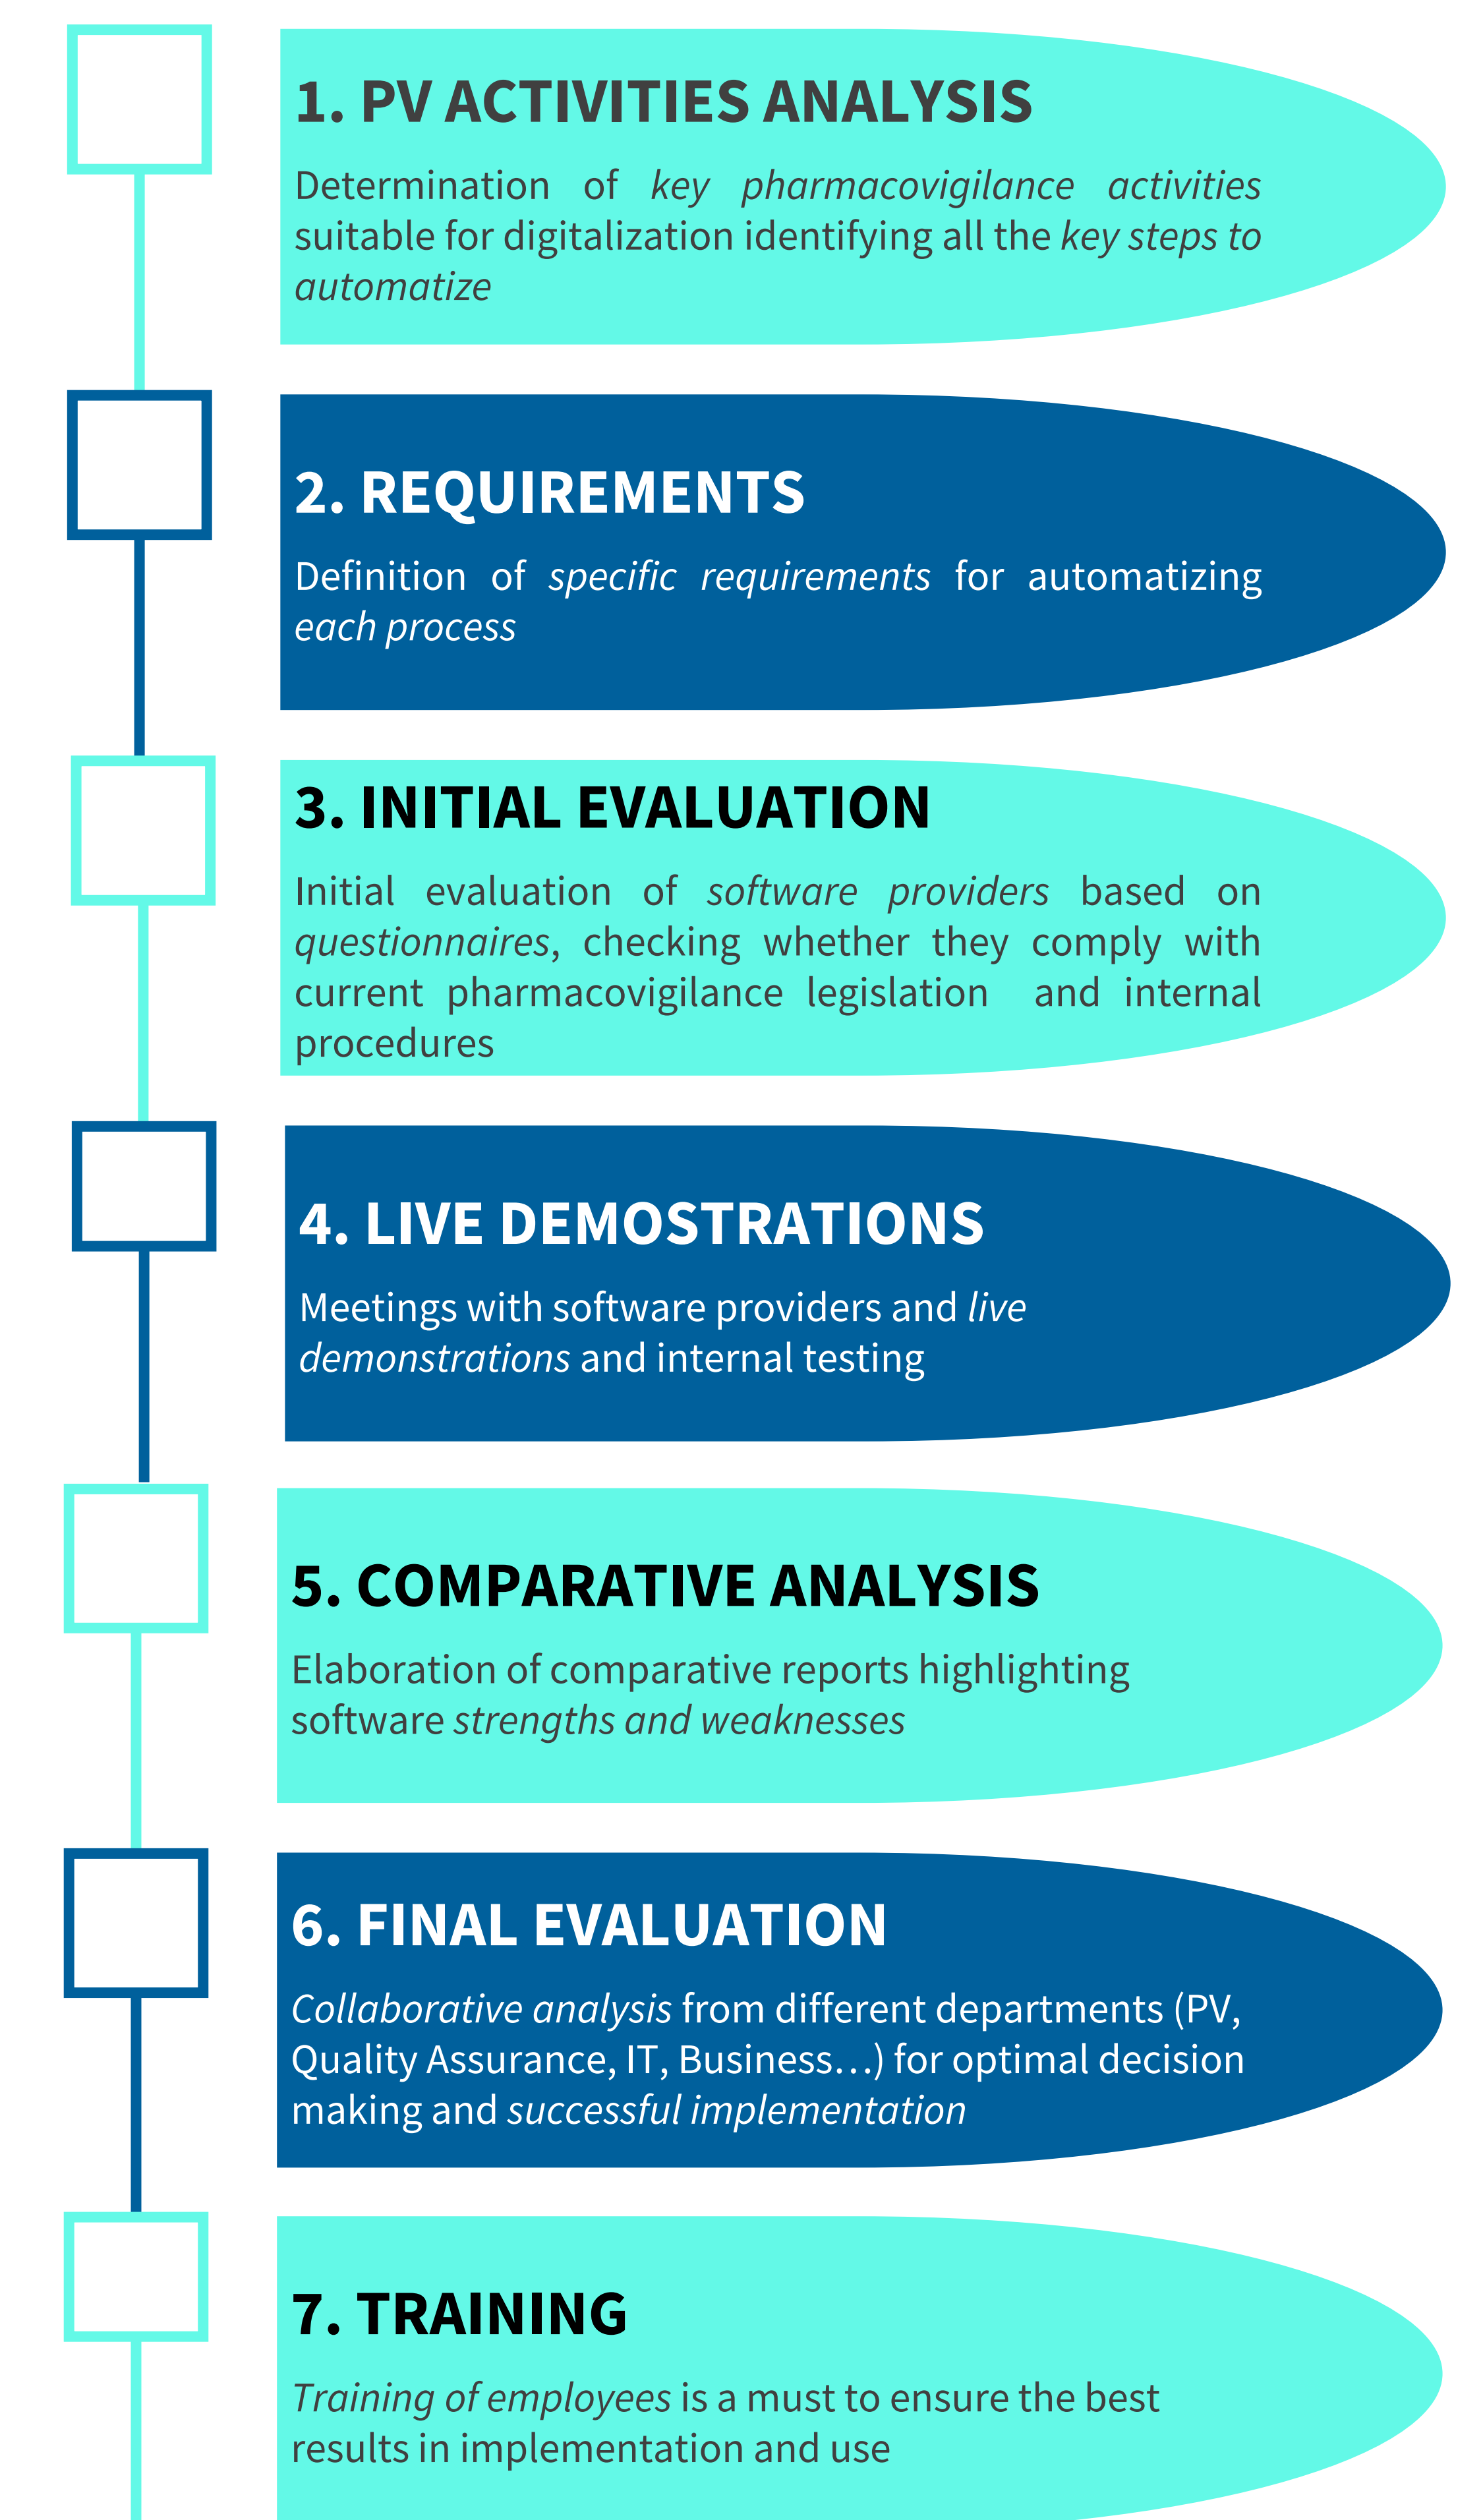 1. PV ACTIVITIES ANALYSIS
Determination of key pharmacovigilance activities
suitable for digitalization identifying all the key steps to
automatize
2. REQUIREMENTS
Definition of specific requirements for automatizing
each process
3. INITIAL EVALUATION
Initial evaluation of software providers based on
questionnaires, checking whether they comply with
current pharmacovigilance legislation and internal
procedures
4. LIVE DEMOSTRATIONS
Meetings with software providers and live
demonstrations and internal testing
5. COMPARATIVE ANALYSIS
Elaboration of comparative reports highlighting
software strengths and weaknesses
6. FINAL EVALUATION
Collaborative analysis from different departments (PV,
Quality Assurance, IT, Business…) for optimal decision
making and successful implementation
7. TRAINING
Training of employees is a must to ensure the best
results in implementation and use